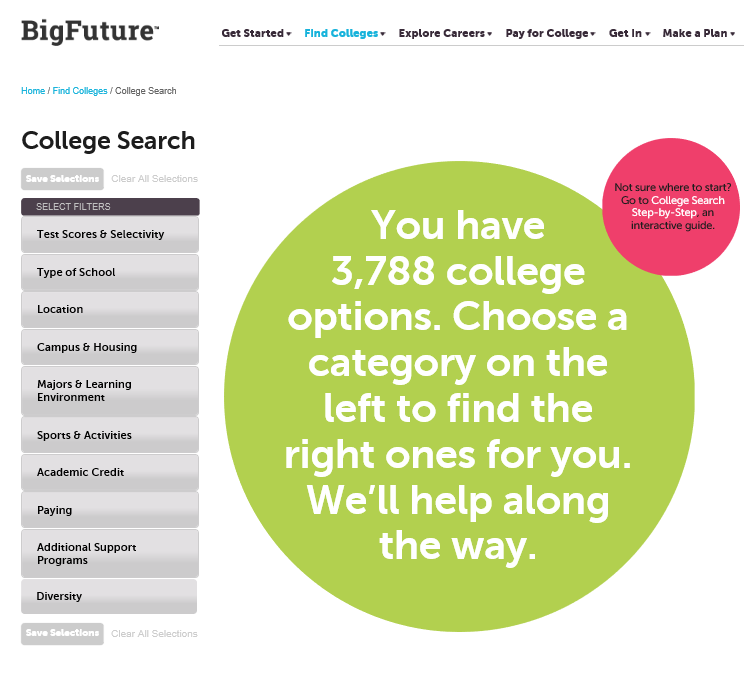 BigFuture™
Get Started ▾ Find Colleges ▾ Explore Careers ▾ Pay for College ▾ Get In ▾ Make a Plan ▾
Home / Find Colleges / College Search
College Search
Save Selections Clear All Selections
SELECT FILTERS
Test Scores & Selectivity
Type of School
Location
Campus & Housing
Majors & Learning
Environment
Sports & Activities
Academic Credit
Paying
Additional Support
Programs
Diversity
Save Selections Clear All Selections
You have
3,788 college
options. Choose a
category on the
left to find the
right ones for you.
We’ll help along
the way.
Not sure where to start?
Go to College Search
Step-by-Step, an
interactive guide.